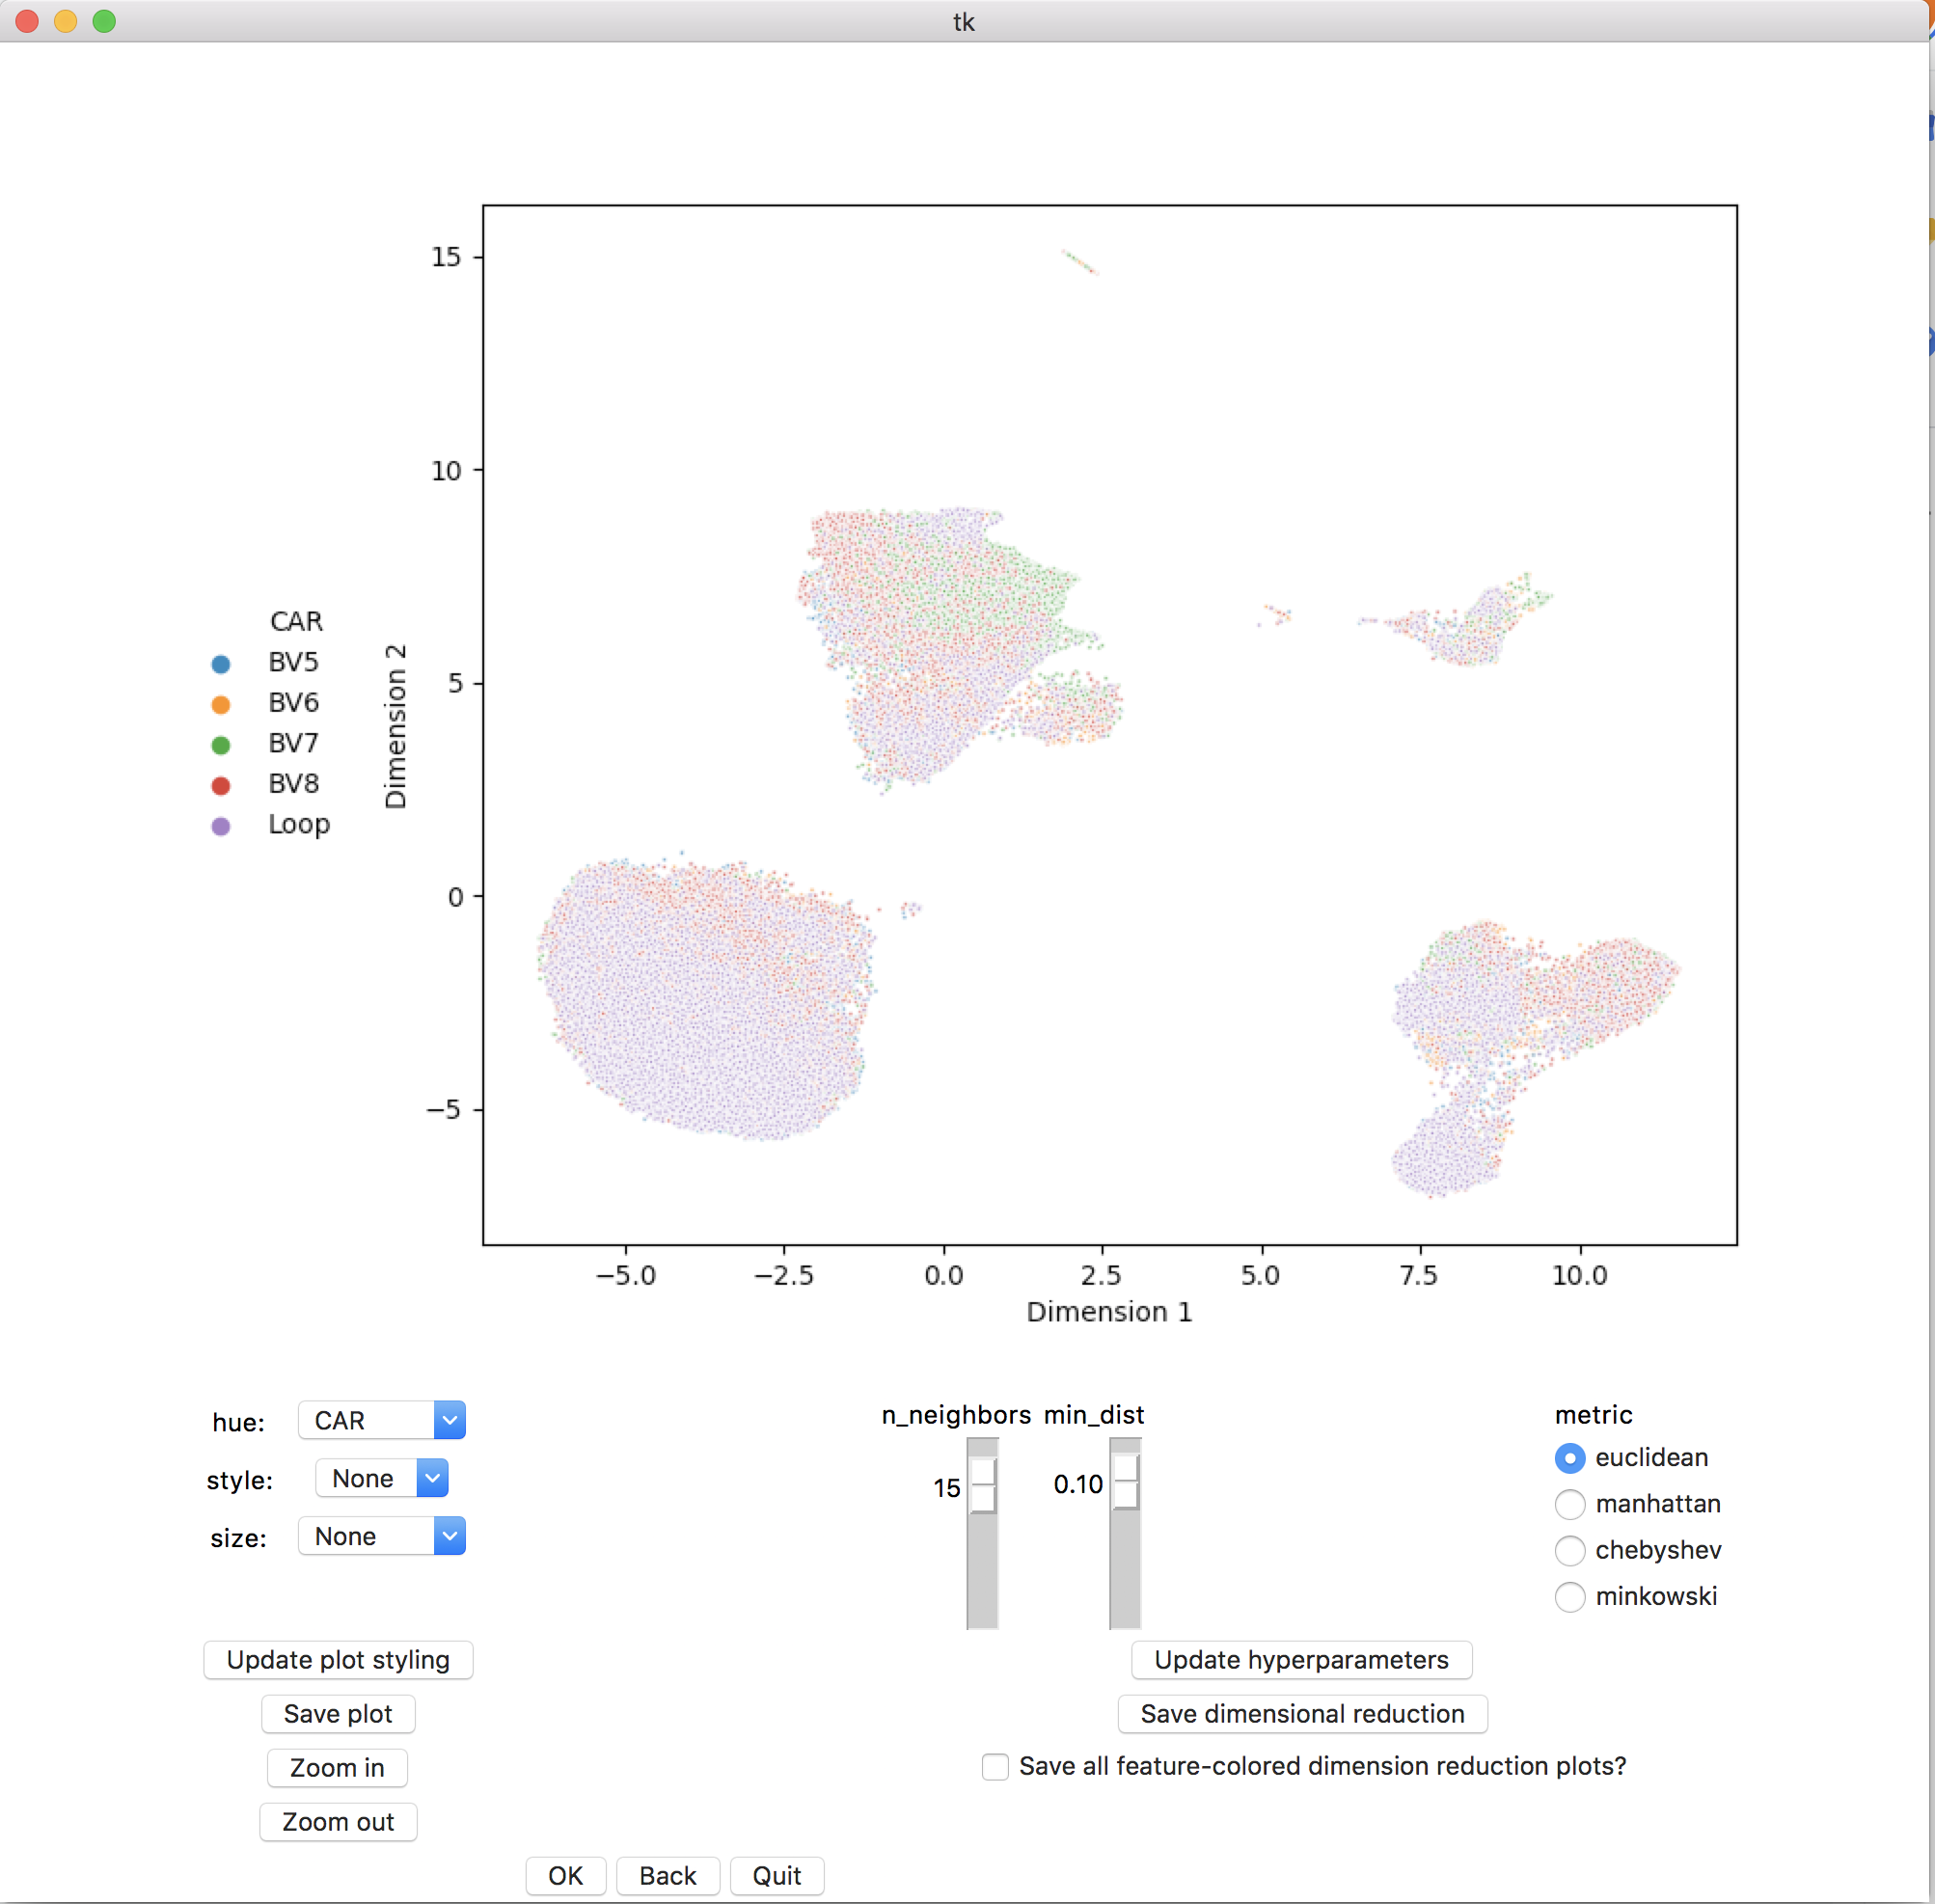 tk
15
10
5
0
−5
Dimension 2
CAR
BV5
BV6
BV7
BV8
Loop
−5.0 −2.5 0.0 2.5 5.0 7.5 10.0
Dimension 1
hue: CAR
style: None
size: None
n_neighbors min_dist
15 0.10
metric
euclidean
manhattan
chebyshev
minkowski
Update plot styling
Update hyperparameters
Save plot
Save dimensional reduction
Zoom in
Save all feature-colored dimension reduction plots?
Zoom out
OK Back Quit